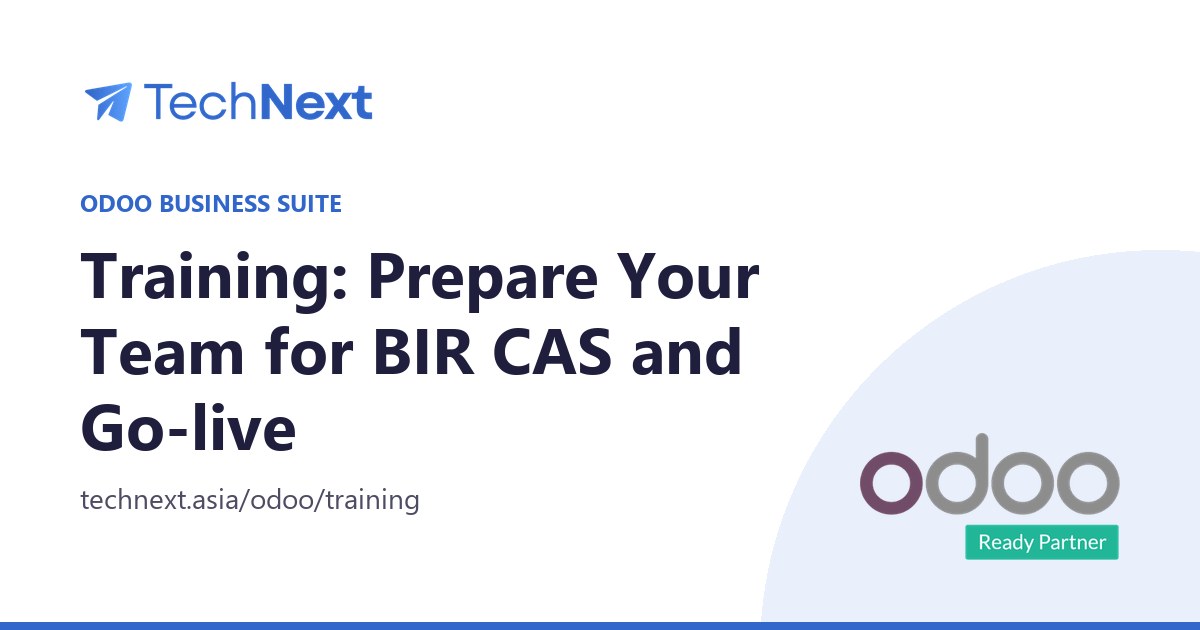 TechNext
ODOO BUSINESS SUITE
Training: Prepare Your
Team for BIR CAS and
Go-live
technext.asia/odoo/training
odoo
Ready Partner